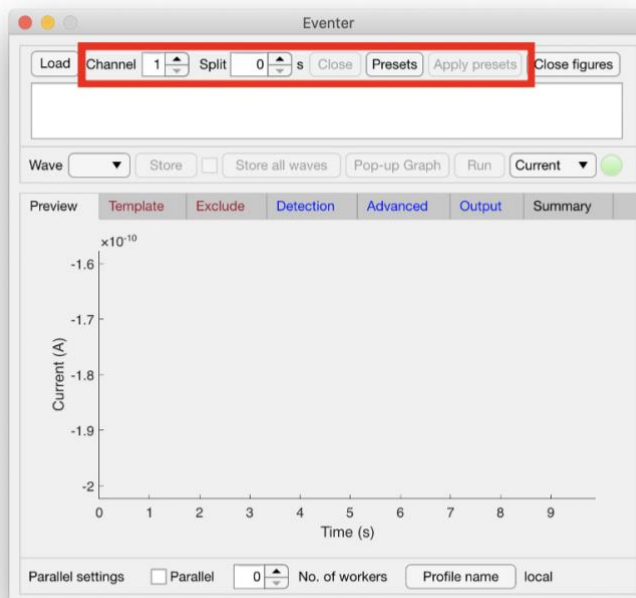 Eventer
Load Channel 1 Split 0 s Close Presets Apply presets Close figures
Wave Store Store all waves Pop-up Graph Run Current
Preview Template Exclude Detection Advanced Output Summary
×10⁻¹⁰
-1.6
-1.7
-1.8
-1.9
-2
Current (A)
0 1 2 3 4 5 6 7 8 9
Time (s)
Parallel settings Parallel 0 No. of workers Profile name local